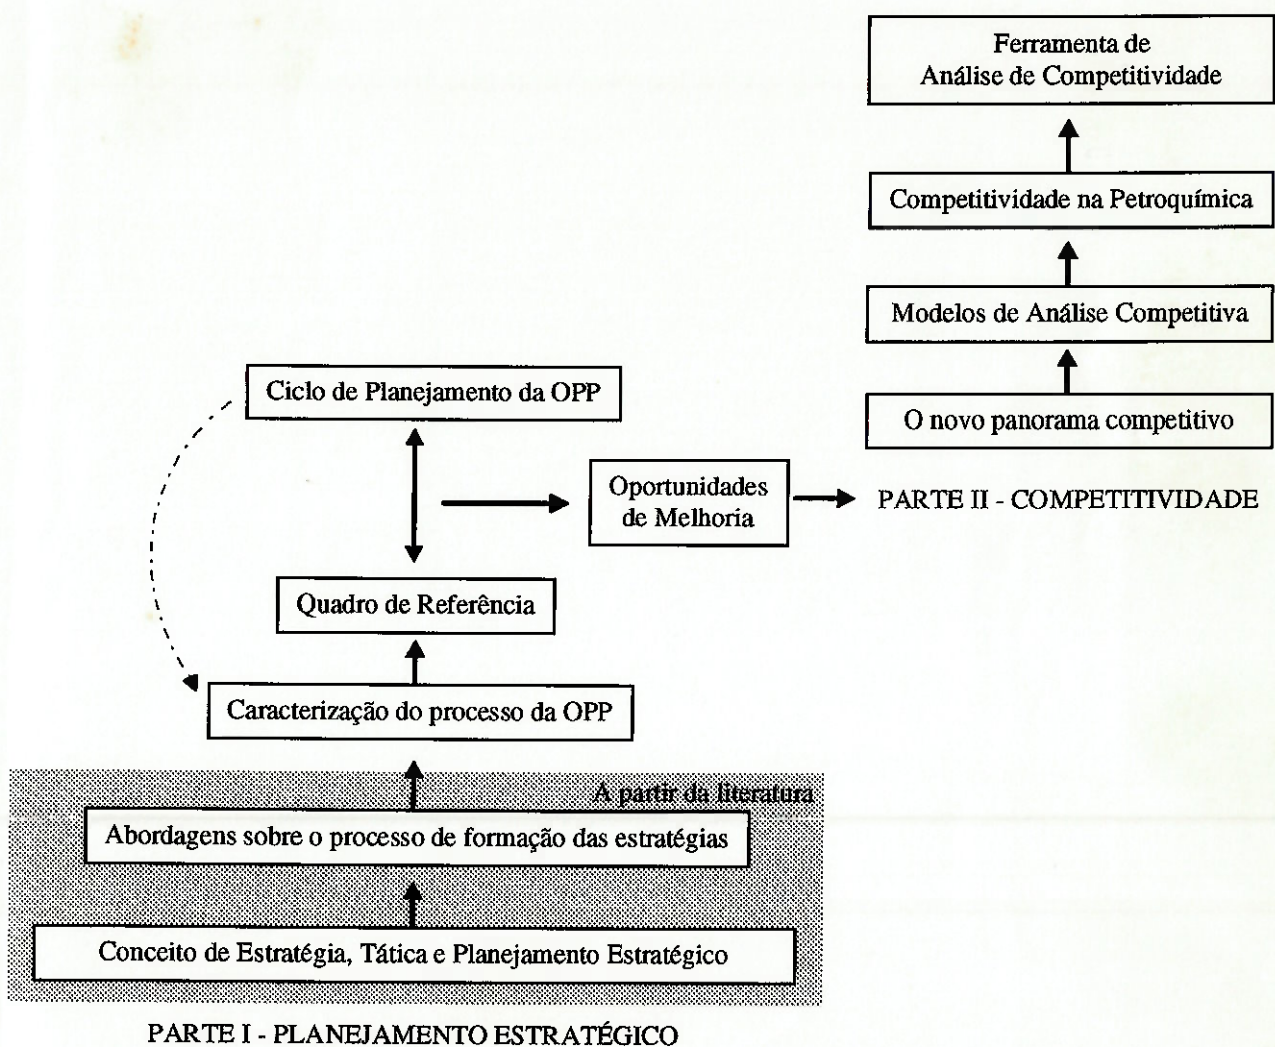 Ferramenta de
Análise de Competitividade
Competitividade na Petroquímica
Modelos de Análise Competitiva
O novo panorama competitivo
Ciclo de Planejamento da OPP
Oportunidades
de Melhoria
PARTE II - COMPETITIVIDADE
Quadro de Referência
Caracterização do processo da OPP
A partir da literatura
Abordagens sobre o processo de formação das estratégias
Conceito de Estratégia, Tática e Planejamento Estratégico
PARTE I - PLANEJAMENTO ESTRATÉGICO